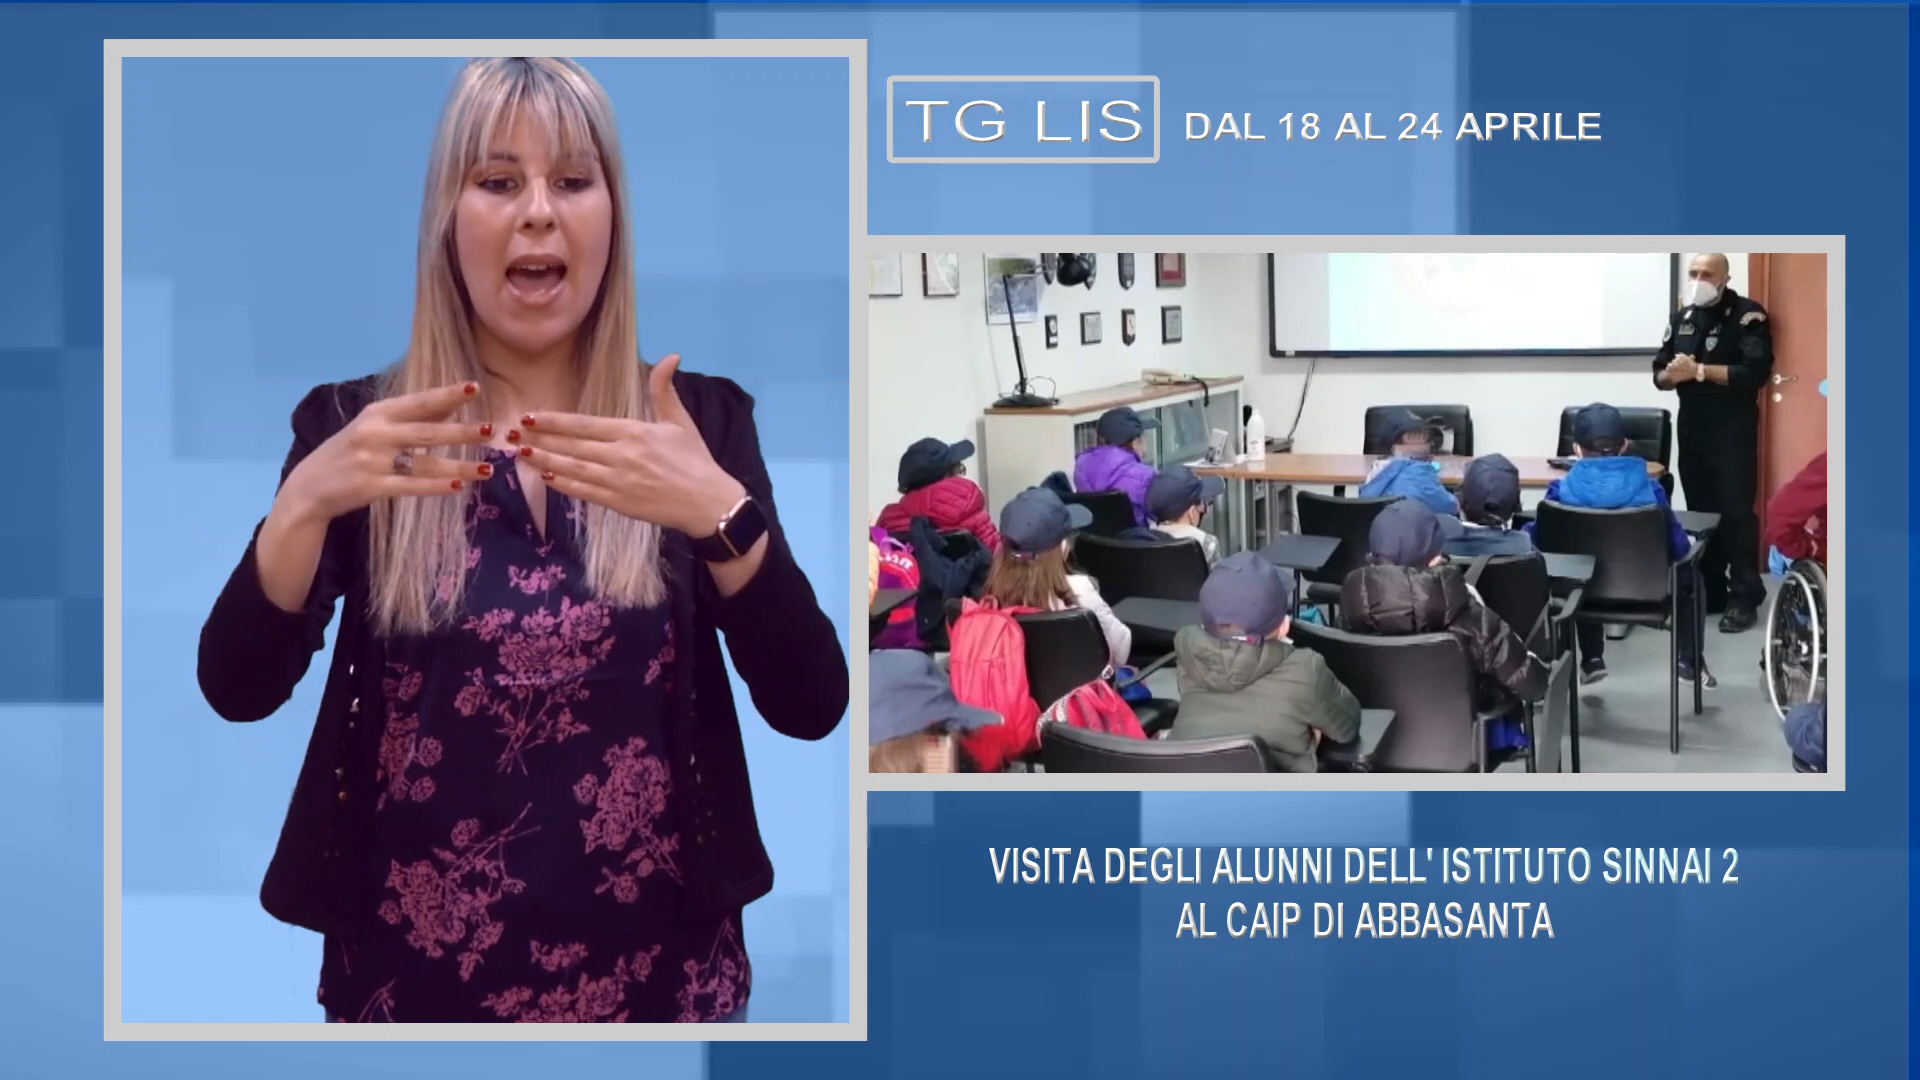 TG LIS
DAL 18 AL 24 APRILE
VISITA DEGLI ALUNNI DELL' ISTITUTO SINNAI 2
AL CAIP DI ABBASANTA